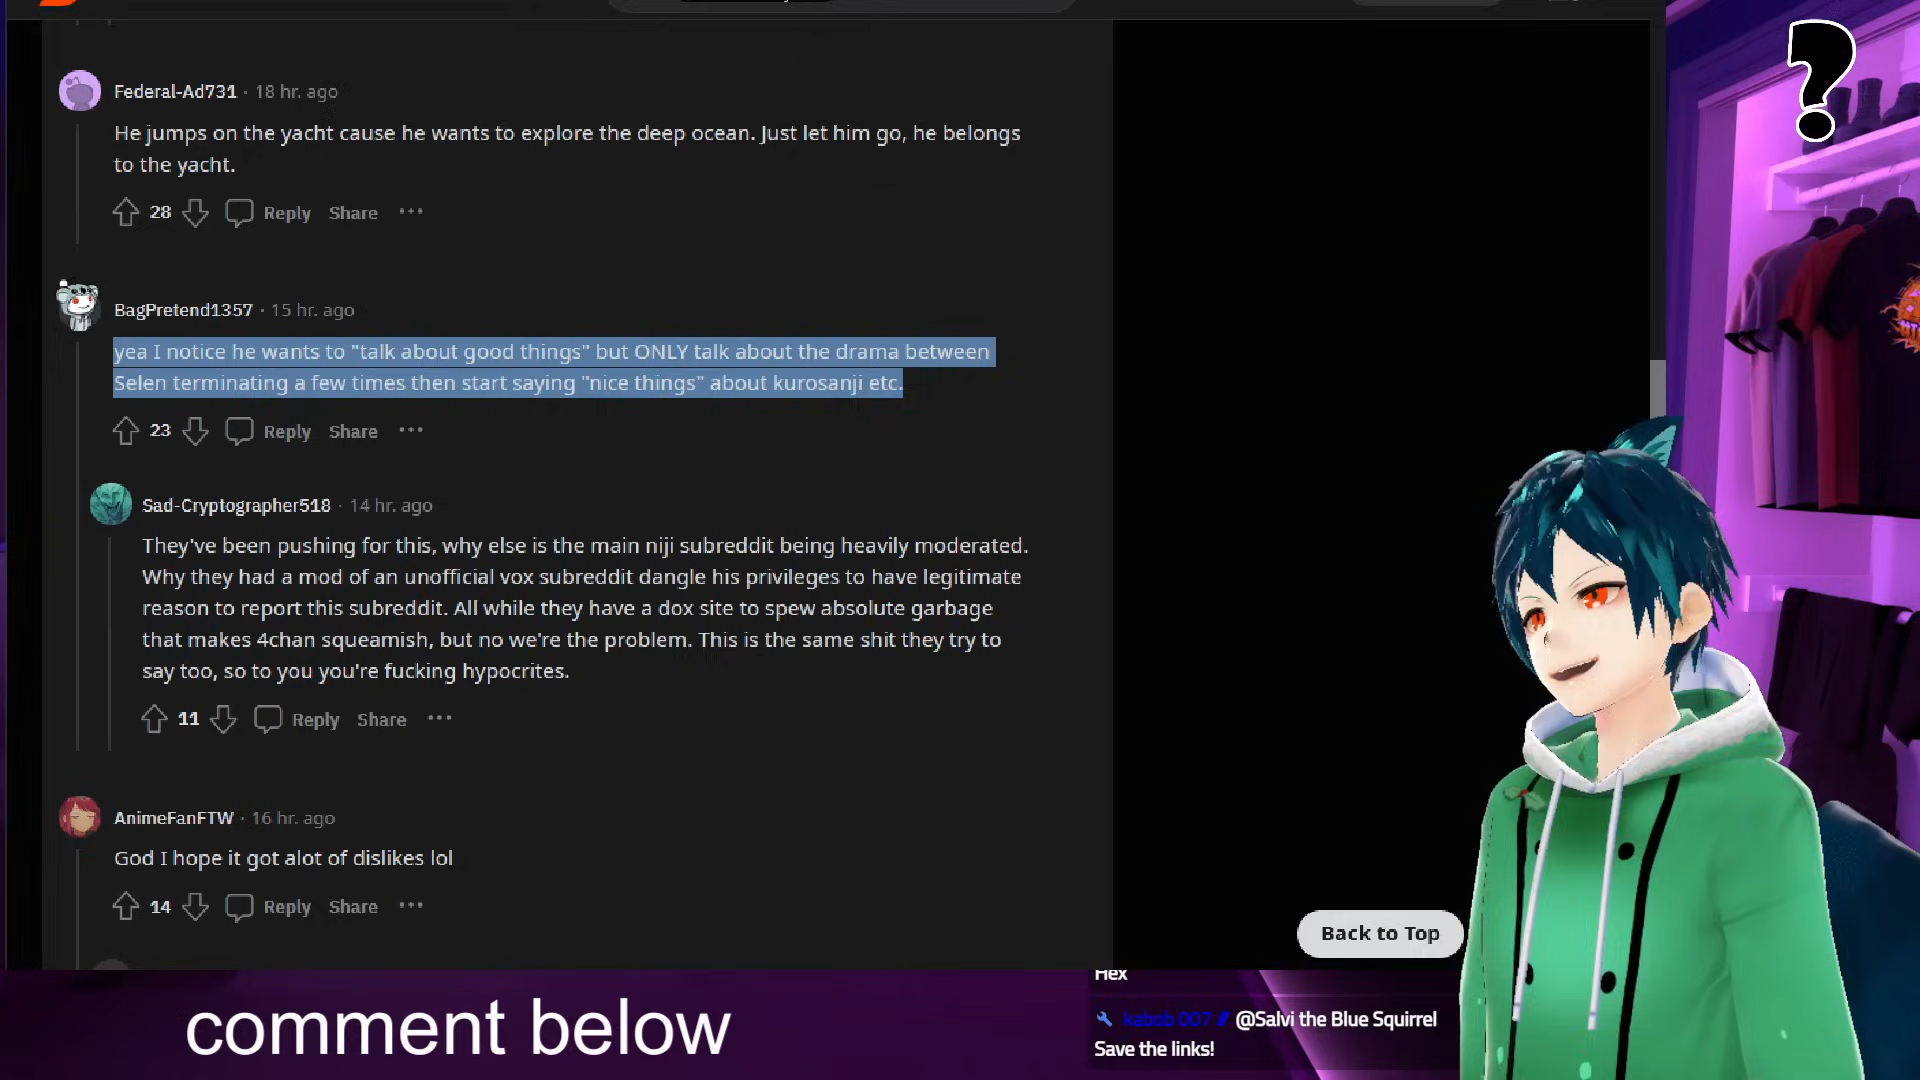 ?
Federal-Ad731 · 18 hr. ago
He jumps on the yacht cause he wants to explore the deep ocean. Just let him go, he belongs
to the yacht.
28 Reply Share ···
BagPretend1357 · 15 hr. ago
yea I notice he wants to "talk about good things" but ONLY talk about the drama between
Selen terminating a few times then start saying "nice things" about kurosanji etc.
23 Reply Share ···
Sad-Cryptographer518 · 14 hr. ago
They've been pushing for this, why else is the main niji subreddit being heavily moderated.
Why they had a mod of an unofficial vox subreddit dangle his privileges to have legitimate
reason to report this subreddit. All while they have a dox site to spew absolute garbage
that makes 4chan squeamish, but no we're the problem. This is the same shit they try to
say too, so to you you're fucking hypocrites.
11 Reply Share ···
AnimeFanFTW · 16 hr. ago
God I hope it got alot of dislikes lol
14 Reply Share ···
Back to Top
Hex
kabob 007 @Salvi the Blue Squirrel
Save the links!
comment below